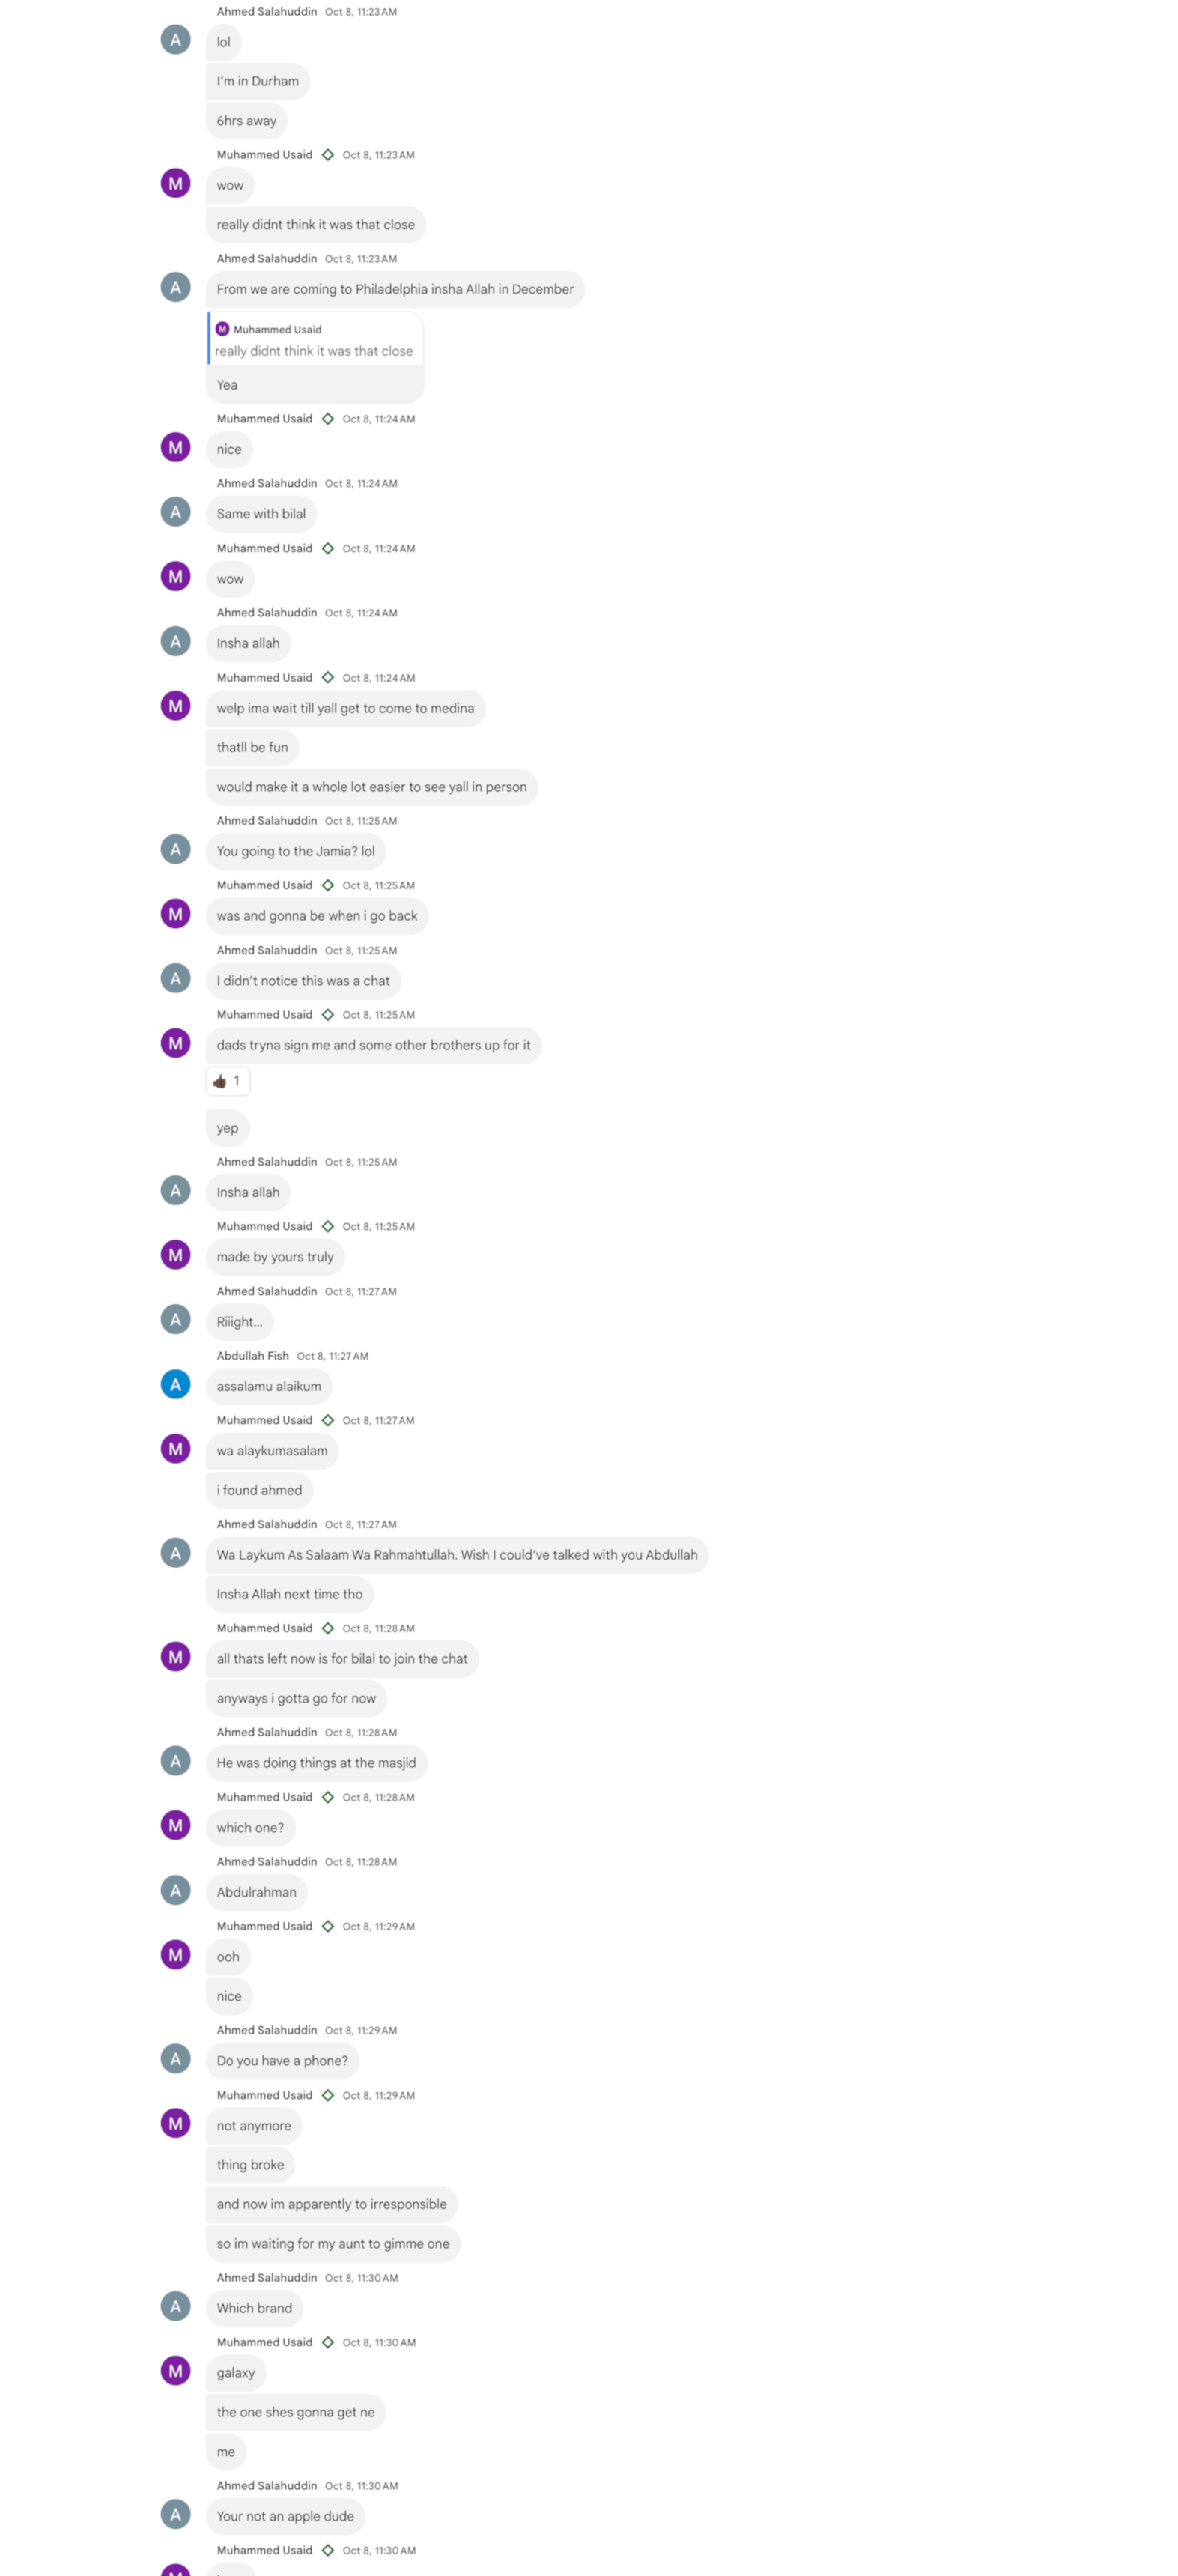 Ahmed Salahuddin Oct 8, 11:23 AM
A
lol
I'm in Durham
6hrs away
Muhammed Usaid Oct 8, 11:23 AM
M
wow
really didnt think it was that close
Ahmed Salahuddin Oct 8, 11:23 AM
A
From we are coming to Philadelphia insha Allah in December
M Muhammed Usaid
really didnt think it was that close
Yea
Muhammed Usaid Oct 8, 11:24 AM
M
nice
Ahmed Salahuddin Oct 8, 11:24 AM
A
Same with bilal
Muhammed Usaid Oct 8, 11:24 AM
M
wow
Ahmed Salahuddin Oct 8, 11:24 AM
A
Insha allah
Muhammed Usaid Oct 8, 11:24 AM
M
welp ima wait till yall get to come to medina
thatll be fun
would make it a whole lot easier to see yall in person
Ahmed Salahuddin Oct 8, 11:25 AM
A
You going to the Jamia? lol
Muhammed Usaid Oct 8, 11:25 AM
M
was and gonna be when i go back
Ahmed Salahuddin Oct 8, 11:25 AM
A
I didn't notice this was a chat
Muhammed Usaid Oct 8, 11:25 AM
M
dads tryna sign me and some other brothers up for it
1
yep
Ahmed Salahuddin Oct 8, 11:25 AM
A
Insha allah
Muhammed Usaid Oct 8, 11:25 AM
M
made by yours truly
Ahmed Salahuddin Oct 8, 11:27 AM
A
Riiight...
Abdullah Fish Oct 8, 11:27 AM
A
assalamu alaikum
Muhammed Usaid Oct 8, 11:27 AM
M
wa alaykumasalam
i found ahmed
Ahmed Salahuddin Oct 8, 11:27 AM
A
Wa Laykum As Salaam Wa Rahmahtullah. Wish I could've talked with you Abdullah
Insha Allah next time tho
Muhammed Usaid Oct 8, 11:28 AM
M
all thats left now is for bilal to join the chat
anyways i gotta go for now
Ahmed Salahuddin Oct 8, 11:28 AM
A
He was doing things at the masjid
Muhammed Usaid Oct 8, 11:28 AM
M
which one?
Ahmed Salahuddin Oct 8, 11:28 AM
A
Abdulrahman
Muhammed Usaid Oct 8, 11:29 AM
M
ooh
nice
Ahmed Salahuddin Oct 8, 11:29 AM
A
Do you have a phone?
Muhammed Usaid Oct 8, 11:29 AM
M
not anymore
thing broke
and now im apparently to irresponsible
so im waiting for my aunt to gimme one
Ahmed Salahuddin Oct 8, 11:30 AM
A
Which brand
Muhammed Usaid Oct 8, 11:30 AM
M
galaxy
the one shes gonna get ne
me
Ahmed Salahuddin Oct 8, 11:30 AM
A
Your not an apple dude
Muhammed Usaid Oct 8, 11:30 AM
M